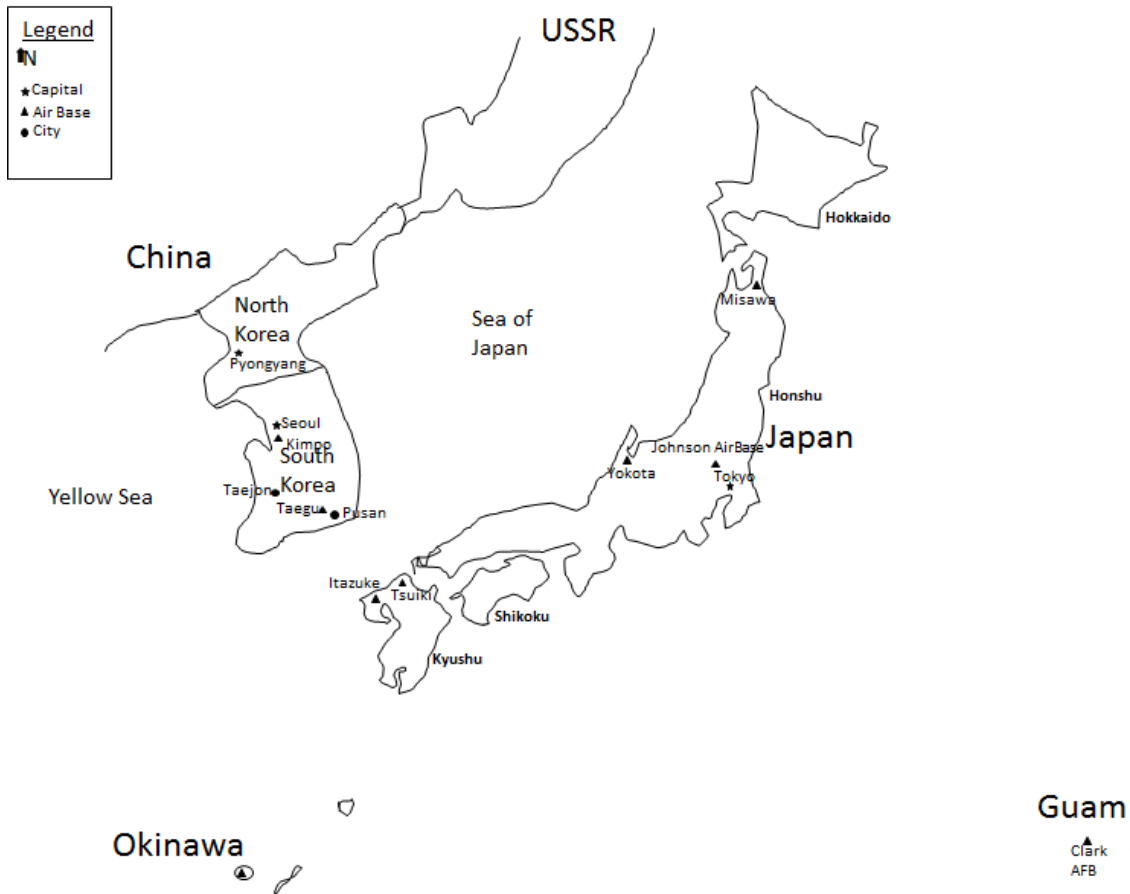 Legend
N
Capital
Air Base
City
USSR
Hokkaido
China
Misawa
North
Korea
Sea of
Japan
Pyongyang
Honshu
Seoul
Kimpo
Japan
Johnson AirBase
South
Korea
Yokota
Tokyo
Yellow Sea
Taejon
Taegu
Pusan
Itazuke
Tsuiki
Shikoku
Kyushu
Guam
Okinawa
Clark
AFB